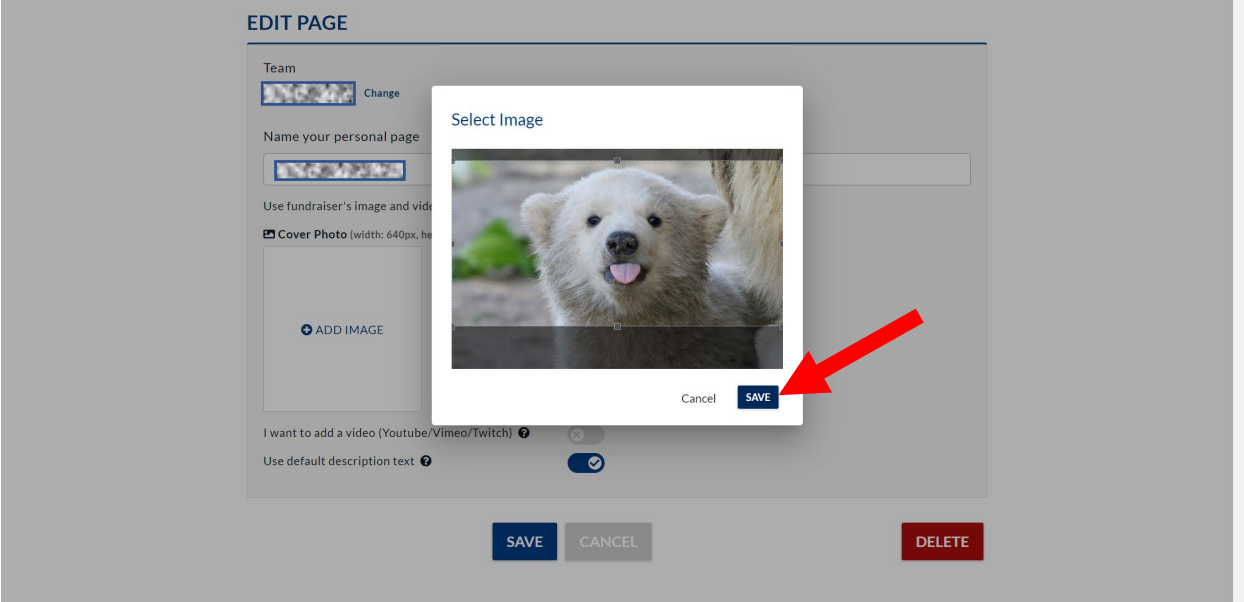 EDIT PAGE
Team
Change
Name your personal page
Use fundraiser's image and vide
Cover Photo (width: 640px, he
ADD IMAGE
Select Image
Cancel SAVE
I want to add a video (Youtube/Vimeo/Twitch)
Use default description text
SAVE CANCEL DELETE